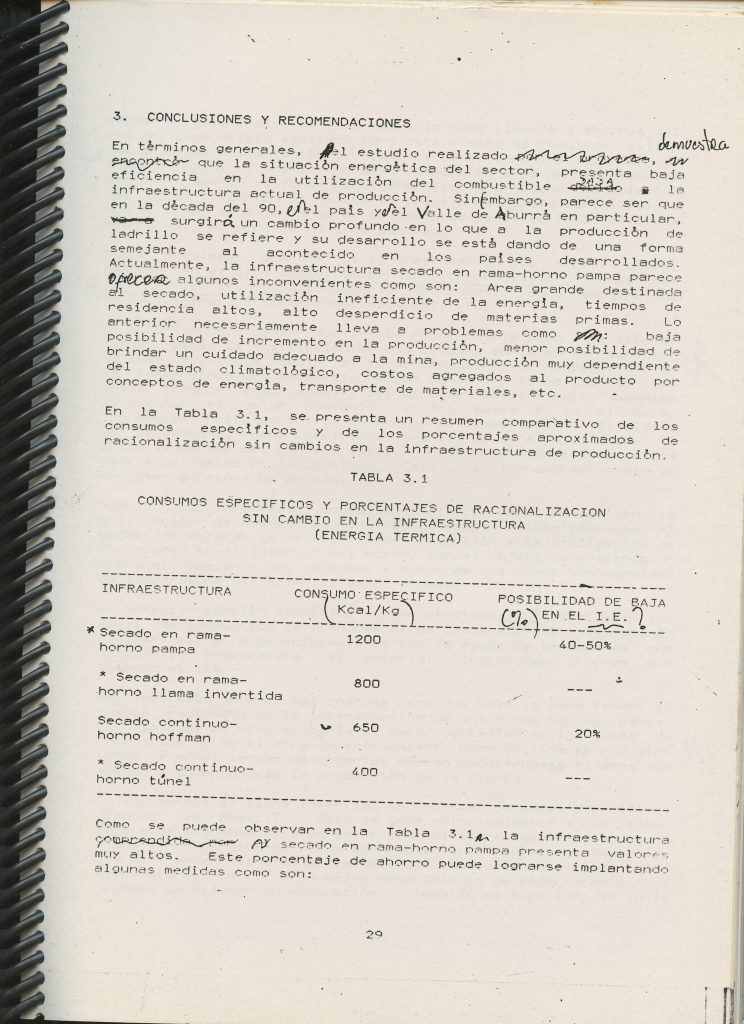 3. CONCLUSIONES Y RECOMENDACIONES
demuestra
En términos generales, el estudio realizado ,
que la situación energética del sector, presenta baja
eficiencia en la utilización del combustible a la
infraestructura actual de producción. Sinembargo, parece ser que
en la década del 90, en el país y el Valle de Aburrá en particular,
surgirá un cambio profundo en lo que a la producción de
ladrillo se refiere y su desarrollo se está dando de una forma
semejante al acontecido en los países desarrollados.
Actualmente, la infraestructura secado en rama-horno pampa parece
ofrecer algunos inconvenientes como son: Area grande destinada
al secado, utilización ineficiente de la energía, tiempos de
residencia altos, alto desperdicio de materias primas. Lo
anterior necesariamente lleva a problemas como : baja
posibilidad de incremento en la producción, menor posibilidad de
brindar un cuidado adecuado a la mina, producción muy dependiente
del estado climatológico, costos agregados al producto por
conceptos de energía, transporte de materiales, etc.
En la Tabla 3.1, se presenta un resumen comparativo de los
consumos específicos y de los porcentajes aproximados de
racionalización sin cambios en la infraestructura de producción.
TABLA 3.1
CONSUMOS ESPECIFICOS Y PORCENTAJES DE RACIONALIZACION
SIN CAMBIO EN LA INFRAESTRUCTURA
(ENERGIA TERMICA)
INFRAESTRUCTURA CONSUMO ESPECIFICO POSIBILIDAD DE BAJA
(Kcal/Kg) (%) EN EL I.E.?
* Secado en rama- 1200 40-50%
horno pampa
* Secado en rama- 800 ---
horno llama invertida
Secado continuo- 650 20%
horno hoffman
* Secado continuo- 400 ---
horno túnel
Como se puede observar en la Tabla 3.1, la infraestructura
comprendida por secado en rama-horno pampa presenta valores
muy altos. Este porcentaje de ahorro puede lograrse implantando
algunas medidas como son:
29